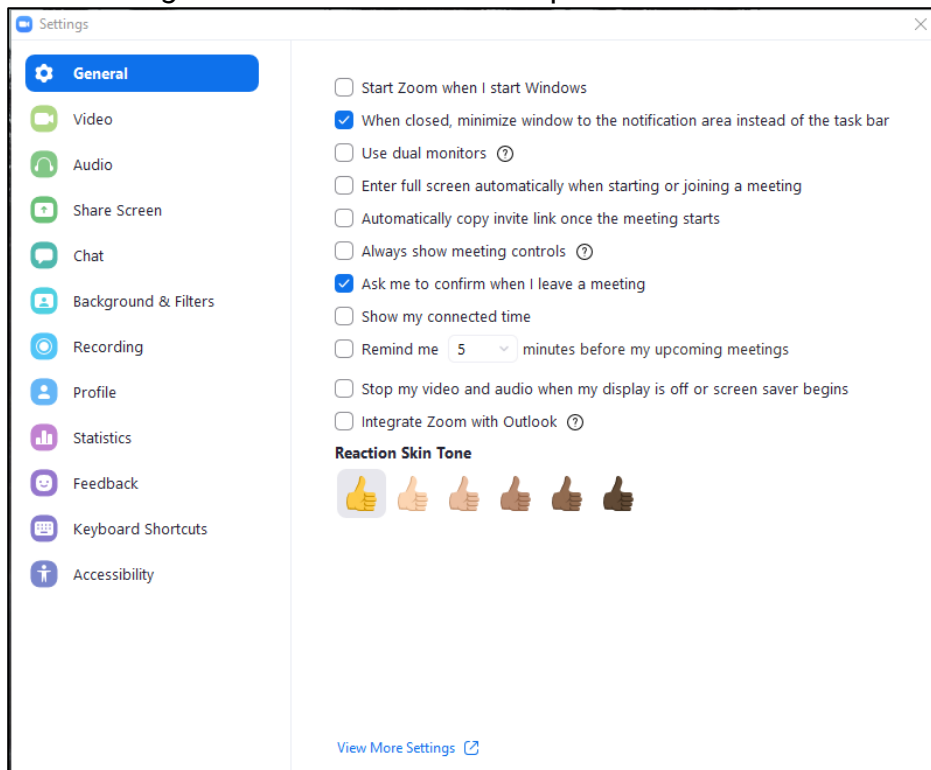 Settings
General
Video
Audio
Share Screen
Chat
Background & Filters
Recording
Profile
Statistics
Feedback
Keyboard Shortcuts
Accessibility
Start Zoom when I start Windows
When closed, minimize window to the notification area instead of the task bar
Use dual monitors
Enter full screen automatically when starting or joining a meeting
Automatically copy invite link once the meeting starts
Always show meeting controls
Ask me to confirm when I leave a meeting
Show my connected time
Remind me 5 minutes before my upcoming meetings
Stop my video and audio when my display is off or screen saver begins
Integrate Zoom with Outlook
Reaction Skin Tone
View More Settings